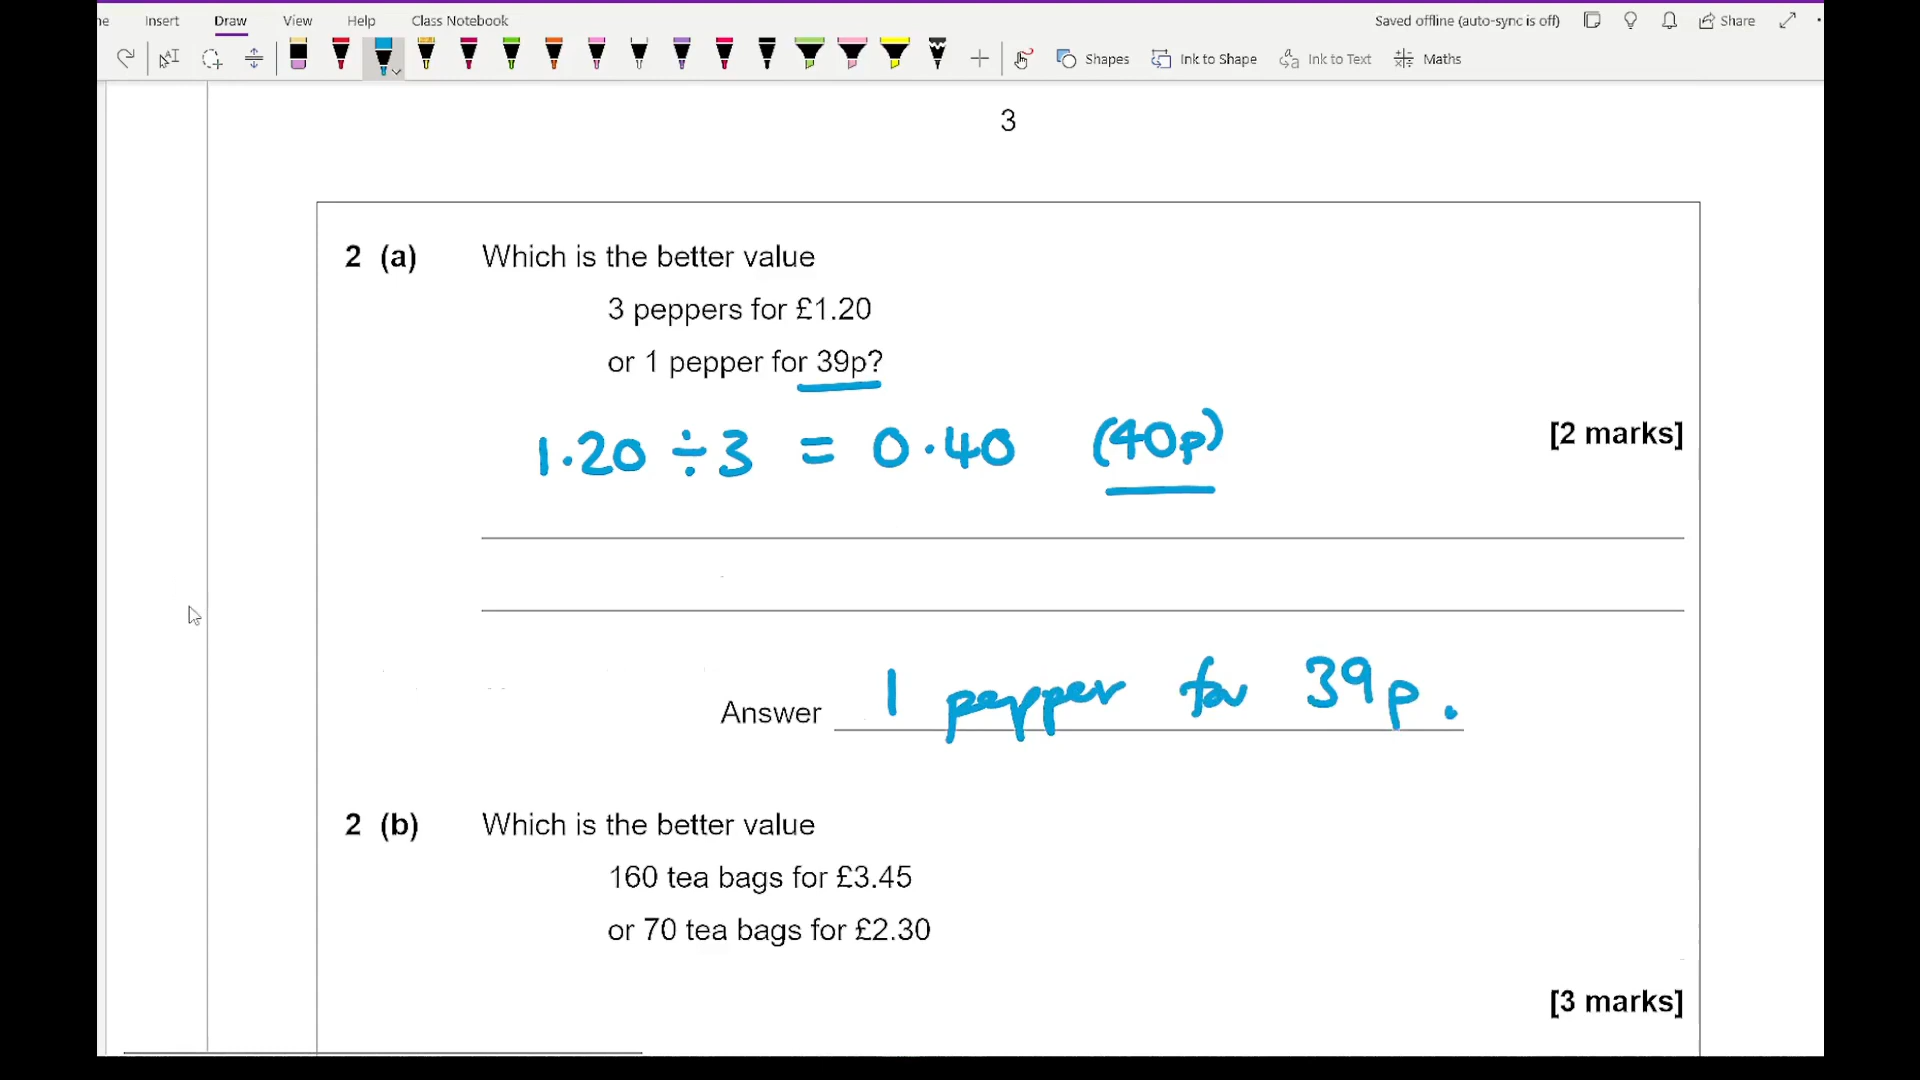 Insert Draw View Help Class Notebook Saved offline (auto-sync is off) Share
Shapes Ink to Shape Ink to Text Maths
3
2 (a) Which is the better value
3 peppers for £1.20
or 1 pepper for 39p?
1.20 ÷ 3 = 0.40 (40p)
[2 marks]
Answer 1 pepper for 39p.
2 (b) Which is the better value
160 tea bags for £3.45
or 70 tea bags for £2.30
[3 marks]